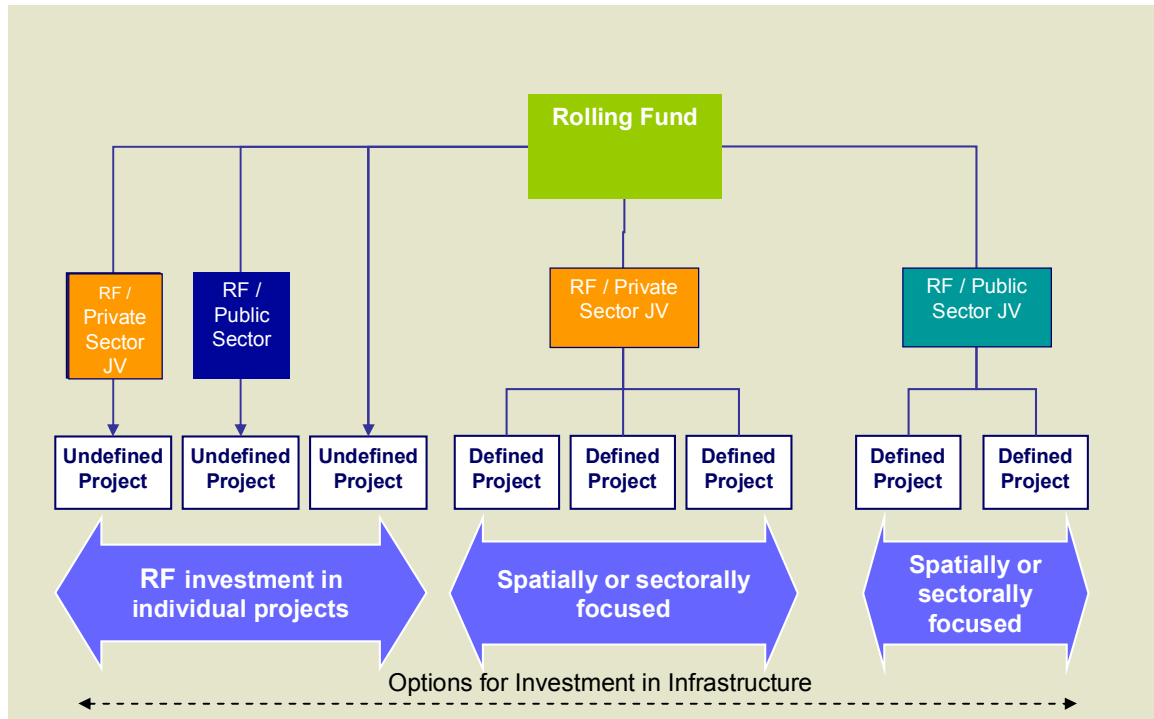 Rolling Fund
RF /
Private
Sector
JV
RF /
Public
Sector
RF / Private
Sector JV
RF / Public
Sector JV
Undefined
Project
Undefined
Project
Undefined
Project
Defined
Project
Defined
Project
Defined
Project
Defined
Project
Defined
Project
RF investment in
individual projects
Spatially or sectorally
focused
Spatially or
sectorally
focused
Options for Investment in Infrastructure